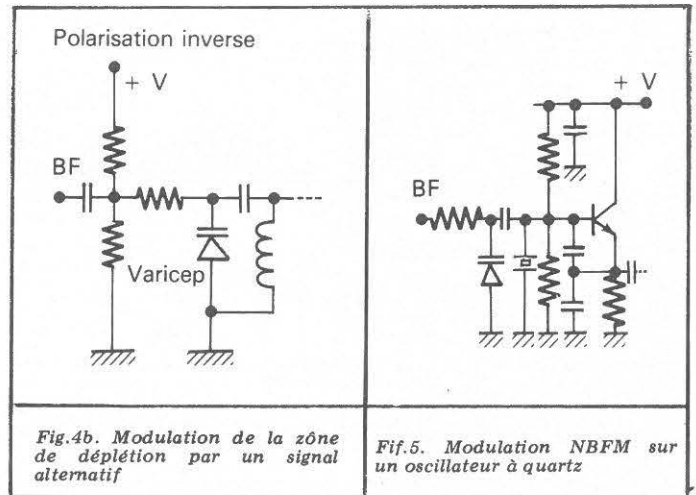 Polarisation inverse
+ V
BF
Varicep
+ V
BF
Fig.4b. Modulation de la zône
de déplétion par un signal
alternatif
Fif.5. Modulation NBFM sur
un oscillateur à quartz